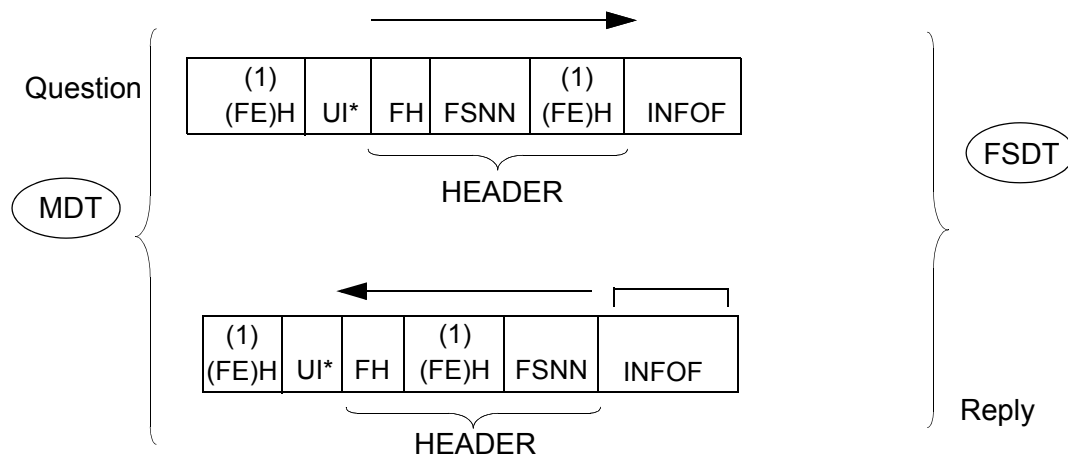 Question
(1) (1)
(FE)H UI* FH FSNN (FE)H INFOF
HEADER
MDT
FSDT
(1) (1)
(FE)H UI* FH (FE)H FSNN INFOF
HEADER
Reply